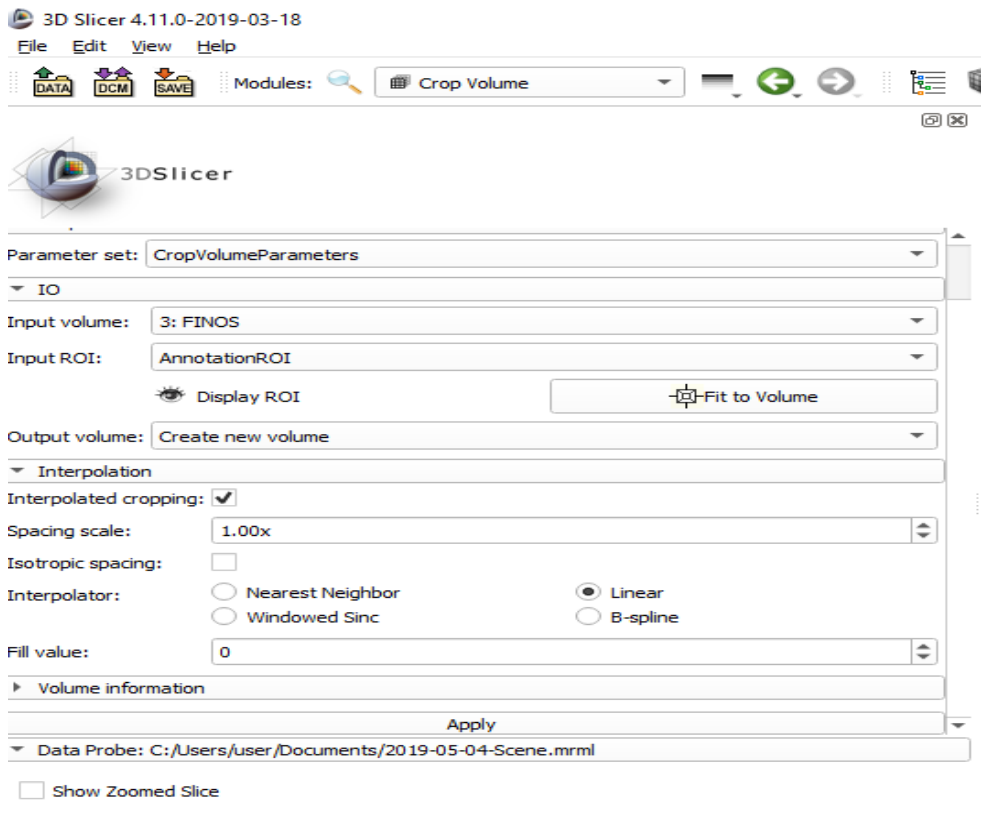 3D Slicer 4.11.0-2019-03-18
File Edit View Help
DATA DCM SAVE Modules: Crop Volume
3DSlicer
Parameter set: CropVolumeParameters
IO
Input volume: 3: FINOS
Input ROI: AnnotationROI
Display ROI Fit to Volume
Output volume: Create new volume
Interpolation
Interpolated cropping:
Spacing scale: 1.00x
Isotropic spacing:
Interpolator: Nearest Neighbor Linear
Windowed Sinc B-spline
Fill value: 0
Volume information
Apply
Data Probe: C:/Users/user/Documents/2019-05-04-Scene.mrml
Show Zoomed Slice